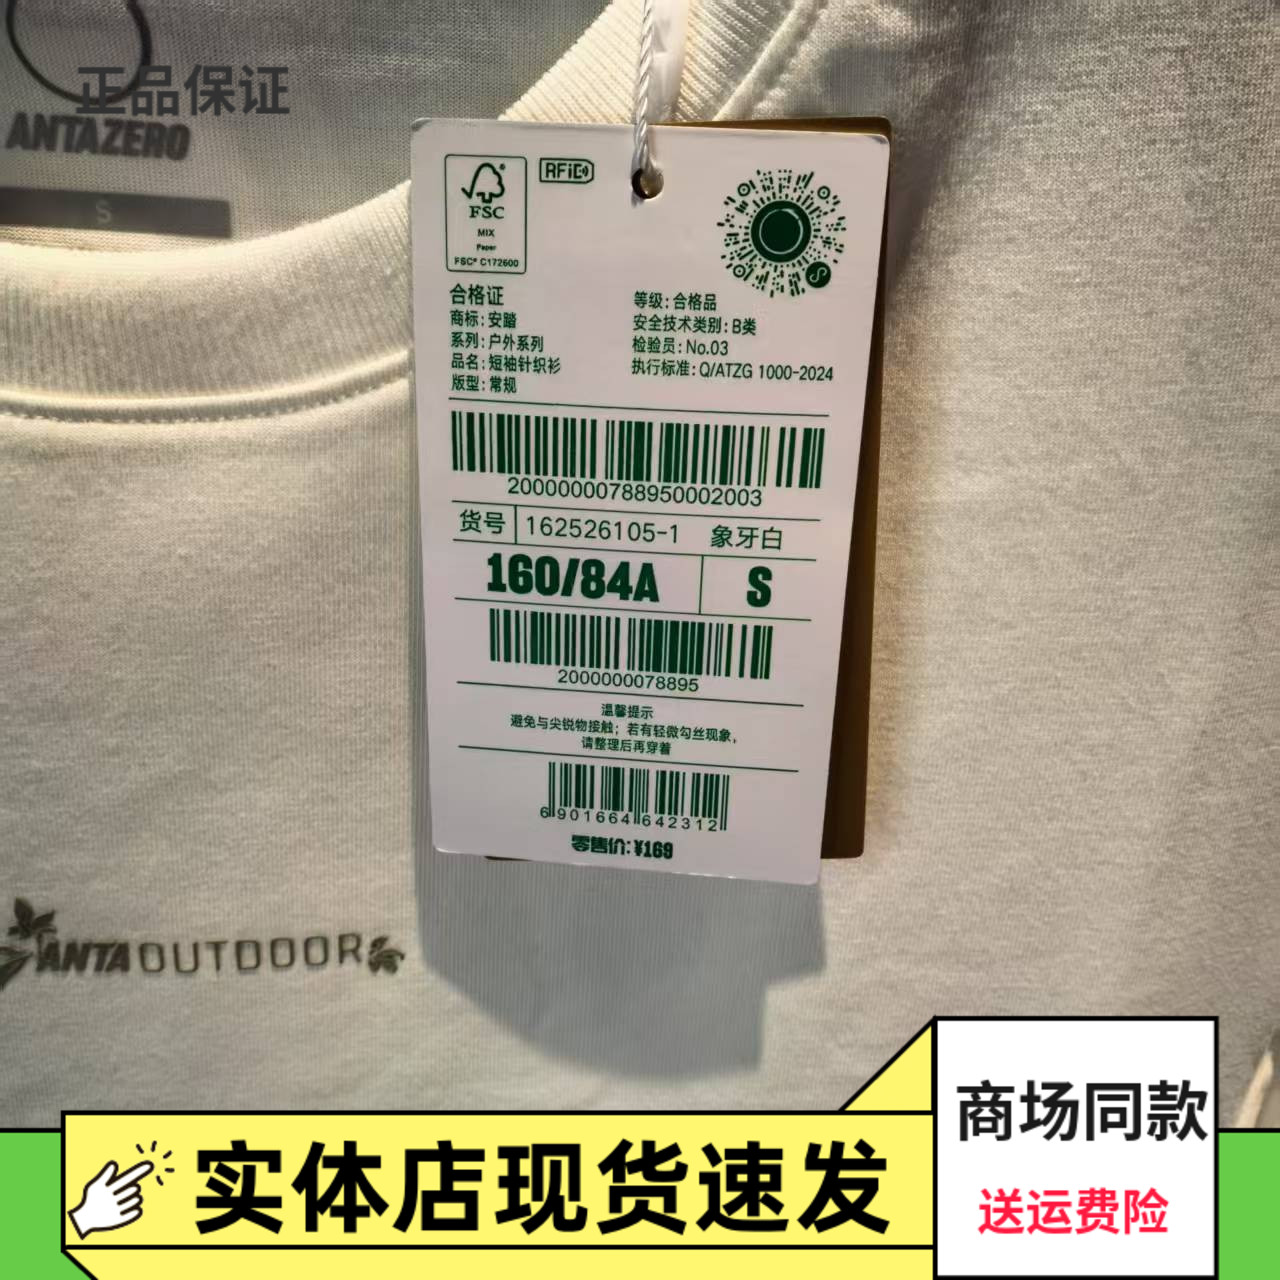 正品保证
ANTAZERO
S
FSC
MIX
Paper
FSC® C172600
RFiD
合格证
商标:安踏
系列:户外系列
品名:短袖针织衫
版型:常规
等级:合格品
安全技术类别:B类
检验员:No.03
执行标准:Q/ATZG 1000-2024
20000000788950002003
货号 162526105-1 象牙白
160/84A S
2000000078895
温馨提示
避免与尖锐物接触；若有轻微勾丝现象，
请整理后再穿着
6 901664 642312
零售价:¥169
ANTA OUTDOOR
商场同款
实体店现货速发
送运费险